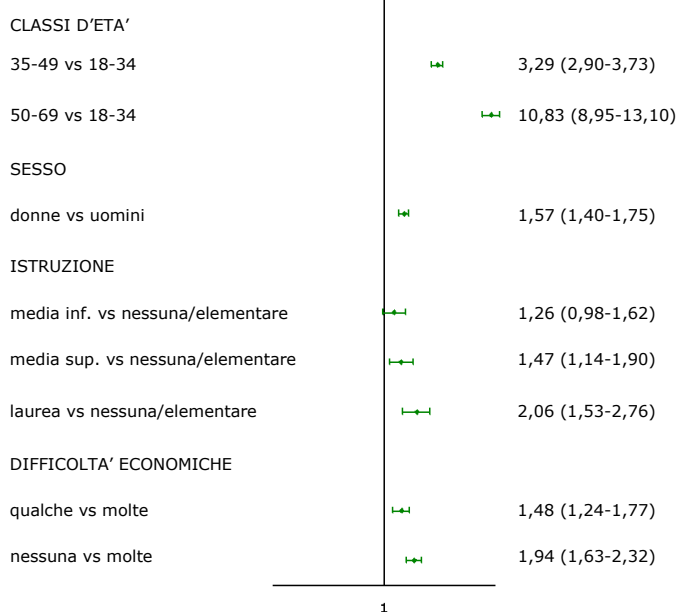 CLASSI D’ETA’
35-49 vs 18-34 3,29 (2,90-3,73)
50-69 vs 18-34 10,83 (8,95-13,10)
SESSO
donne vs uomini 1,57 (1,40-1,75)
ISTRUZIONE
media inf. vs nessuna/elementare 1,26 (0,98-1,62)
media sup. vs nessuna/elementare 1,47 (1,14-1,90)
laurea vs nessuna/elementare 2,06 (1,53-2,76)
DIFFICOLTA’ ECONOMICHE
qualche vs molte 1,48 (1,24-1,77)
nessuna vs molte 1,94 (1,63-2,32)
1